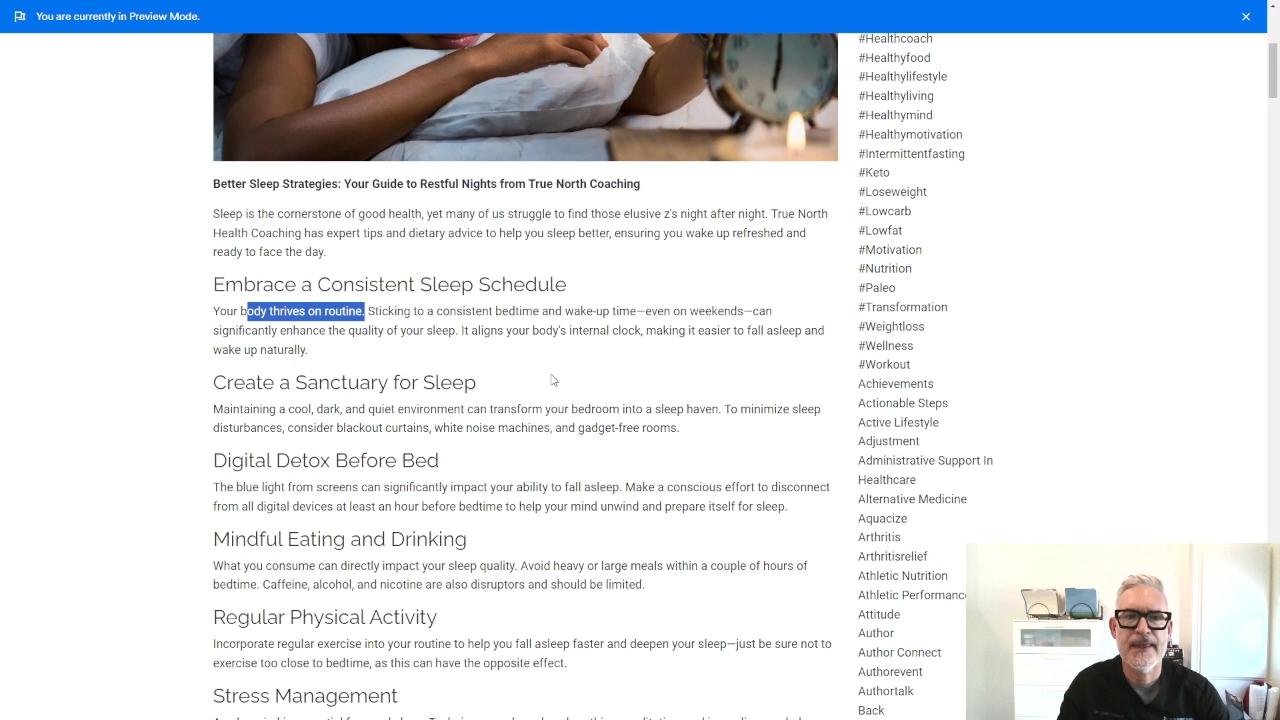 You are currently in Preview Mode.
Better Sleep Strategies: Your Guide to Restful Nights from True North Coaching
Sleep is the cornerstone of good health, yet many of us struggle to find those elusive z's night after night. True North
Health Coaching has expert tips and dietary advice to help you sleep better, ensuring you wake up refreshed and
ready to face the day.
Embrace a Consistent Sleep Schedule
Your body thrives on routine. Sticking to a consistent bedtime and wake-up time—even on weekends—can
significantly enhance the quality of your sleep. It aligns your body's internal clock, making it easier to fall asleep and
wake up naturally.
Create a Sanctuary for Sleep
Maintaining a cool, dark, and quiet environment can transform your bedroom into a sleep haven. To minimize sleep
disturbances, consider blackout curtains, white noise machines, and gadget-free rooms.
Digital Detox Before Bed
The blue light from screens can significantly impact your ability to fall asleep. Make a conscious effort to disconnect
from all digital devices at least an hour before bedtime to help your mind unwind and prepare itself for sleep.
Mindful Eating and Drinking
What you consume can directly impact your sleep quality. Avoid heavy or large meals within a couple of hours of
bedtime. Caffeine, alcohol, and nicotine are also disruptors and should be limited.
Regular Physical Activity
Incorporate regular exercise into your routine to help you fall asleep faster and deepen your sleep—just be sure not to
exercise too close to bedtime, as this can have the opposite effect.
Stress Management
#Healthcoach
#Healthyfood
#Healthylifestyle
#Healthyliving
#Healthymind
#Healthymotivation
#Intermittentfasting
#Keto
#Loseweight
#Lowcarb
#Lowfat
#Motivation
#Nutrition
#Paleo
#Transformation
#Weightloss
#Wellness
#Workout
Achievements
Actionable Steps
Active Lifestyle
Adjustment
Administrative Support In
Healthcare
Alternative Medicine
Aquacize
Arthritis
Arthritisrelief
Athletic Nutrition
Athletic Performance
Attitude
Author
Author Connect
Authorevent
Authortalk
Back